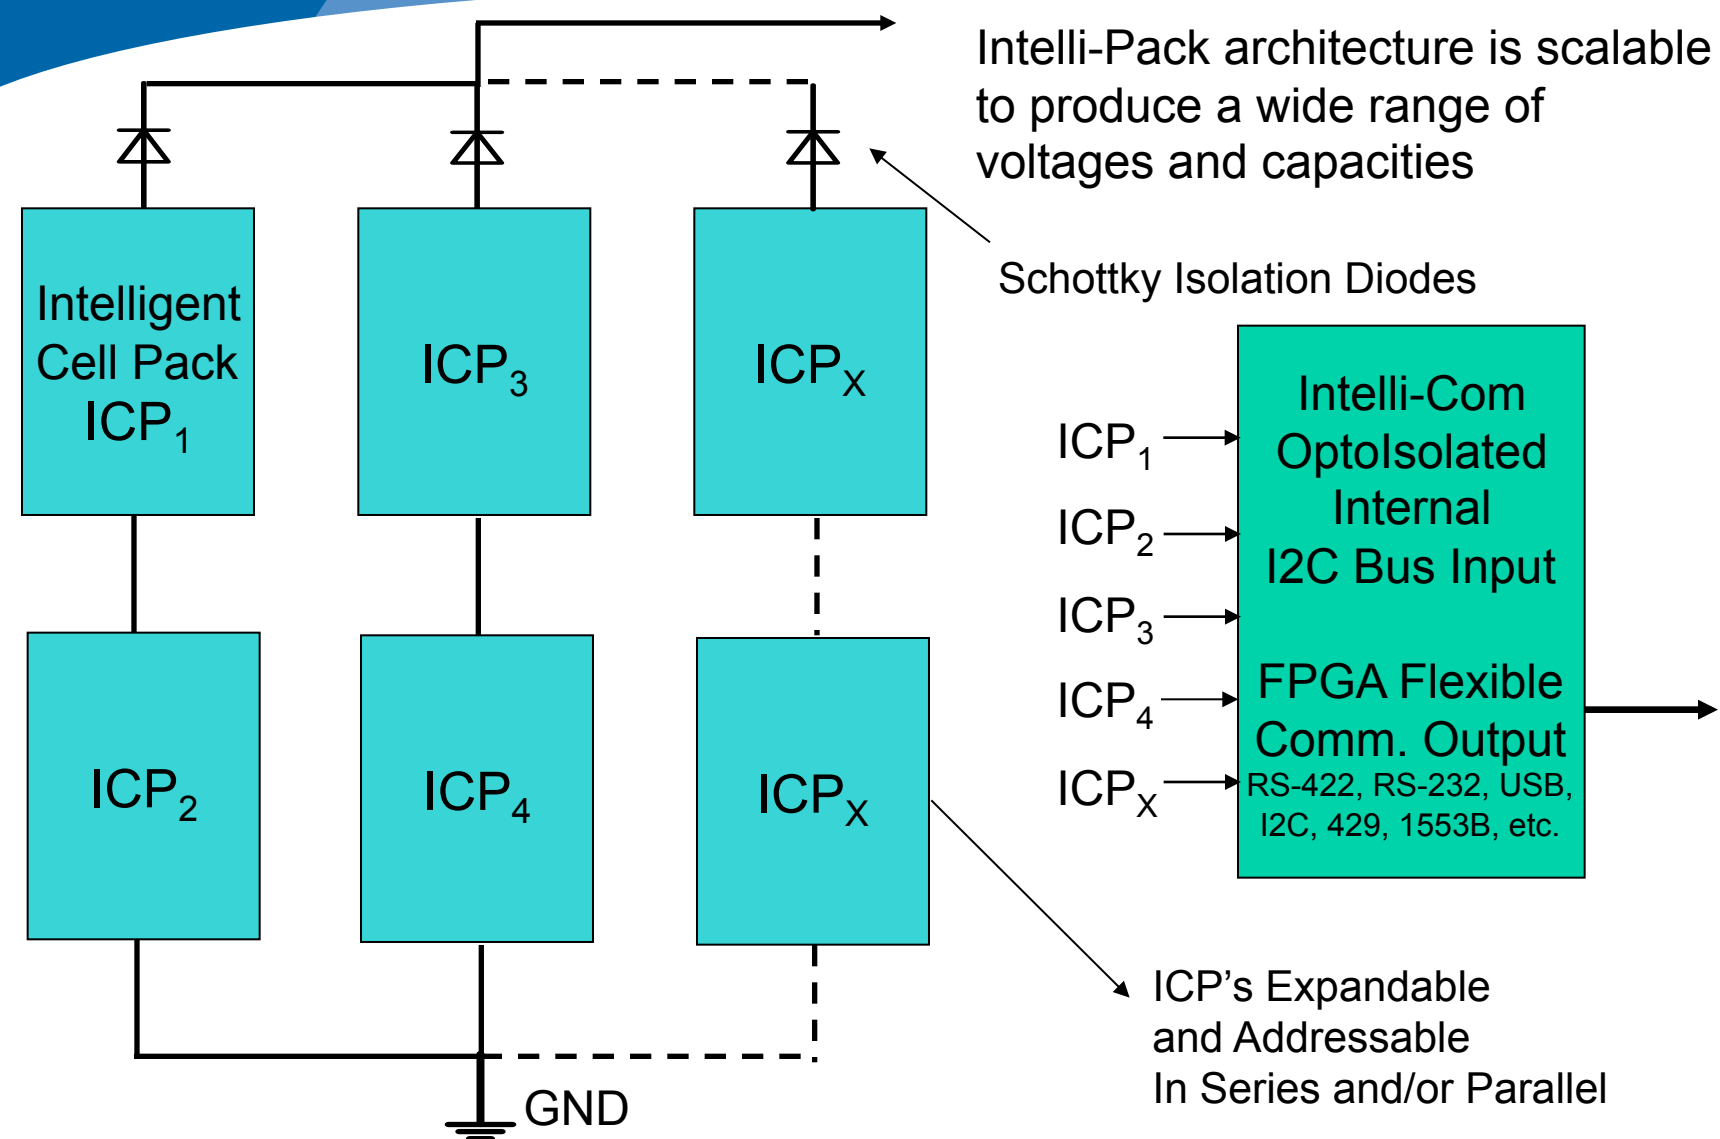 Intelli-Pack architecture is scalable
to produce a wide range of
voltages and capacities
Schottky Isolation Diodes
Intelligent
Cell Pack
ICP1
ICP3
ICPX
ICP2
ICP4
ICPX
GND
ICP1
ICP2
ICP3
ICP4
ICPX
Intelli-Com
OptoIsolated
Internal
I2C Bus Input
FPGA Flexible
Comm. Output
RS-422, RS-232, USB,
I2C, 429, 1553B, etc.
ICP’s Expandable
and Addressable
In Series and/or Parallel